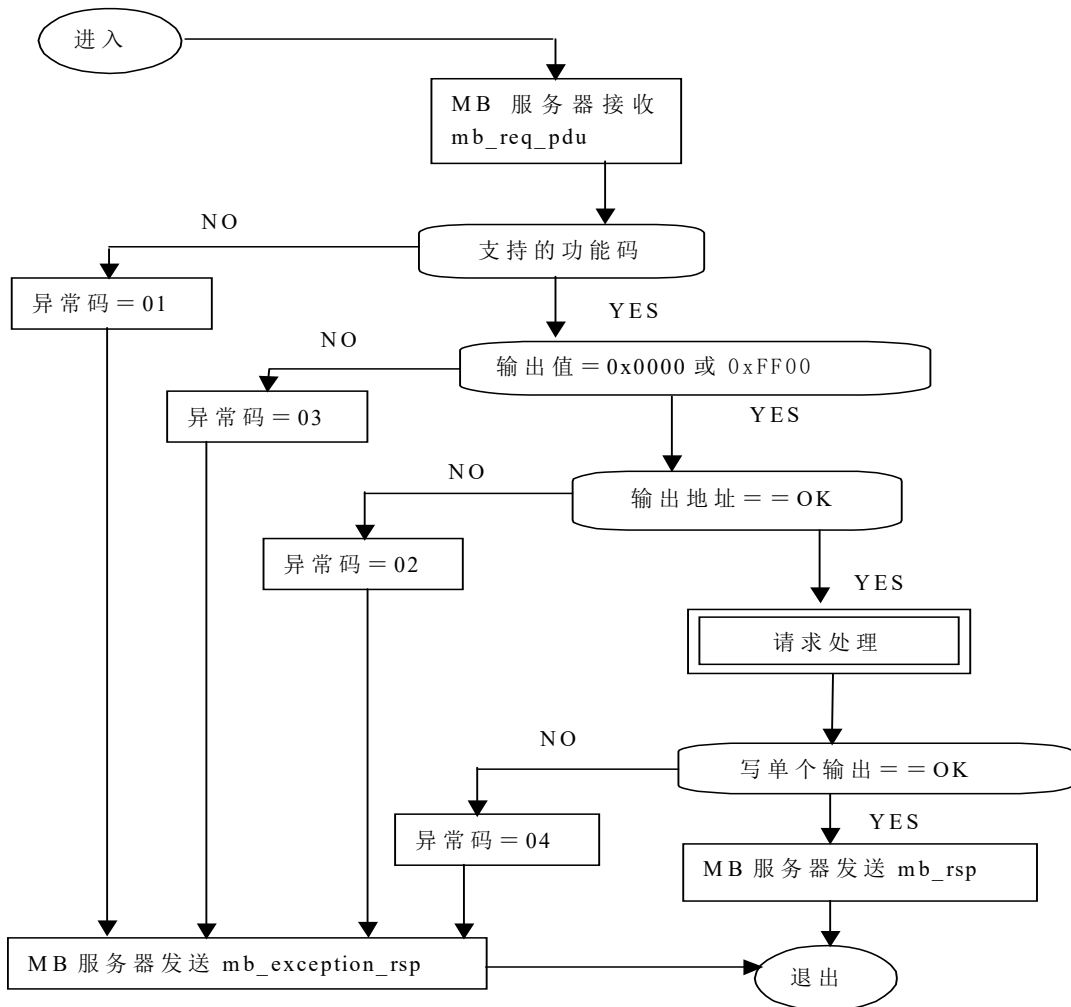 进入
MB 服务器接收
mb_req_pdu
NO
支持的功能码
异常码＝01
YES
NO
输出值＝0x0000 或 0xFF00
异常码＝03
YES
NO
输出地址＝＝OK
异常码＝02
YES
请求处理
NO
写单个输出＝＝OK
异常码＝04
YES
MB 服务器发送 mb_rsp
MB 服务器发送 mb_exception_rsp
退出